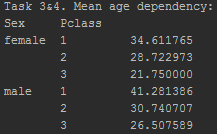 Task 3&4. Mean age dependency:
Sex Pclass
female 1 34.611765
2 28.722973
3 21.750000
male 1 41.281386
2 30.740707
3 26.507589